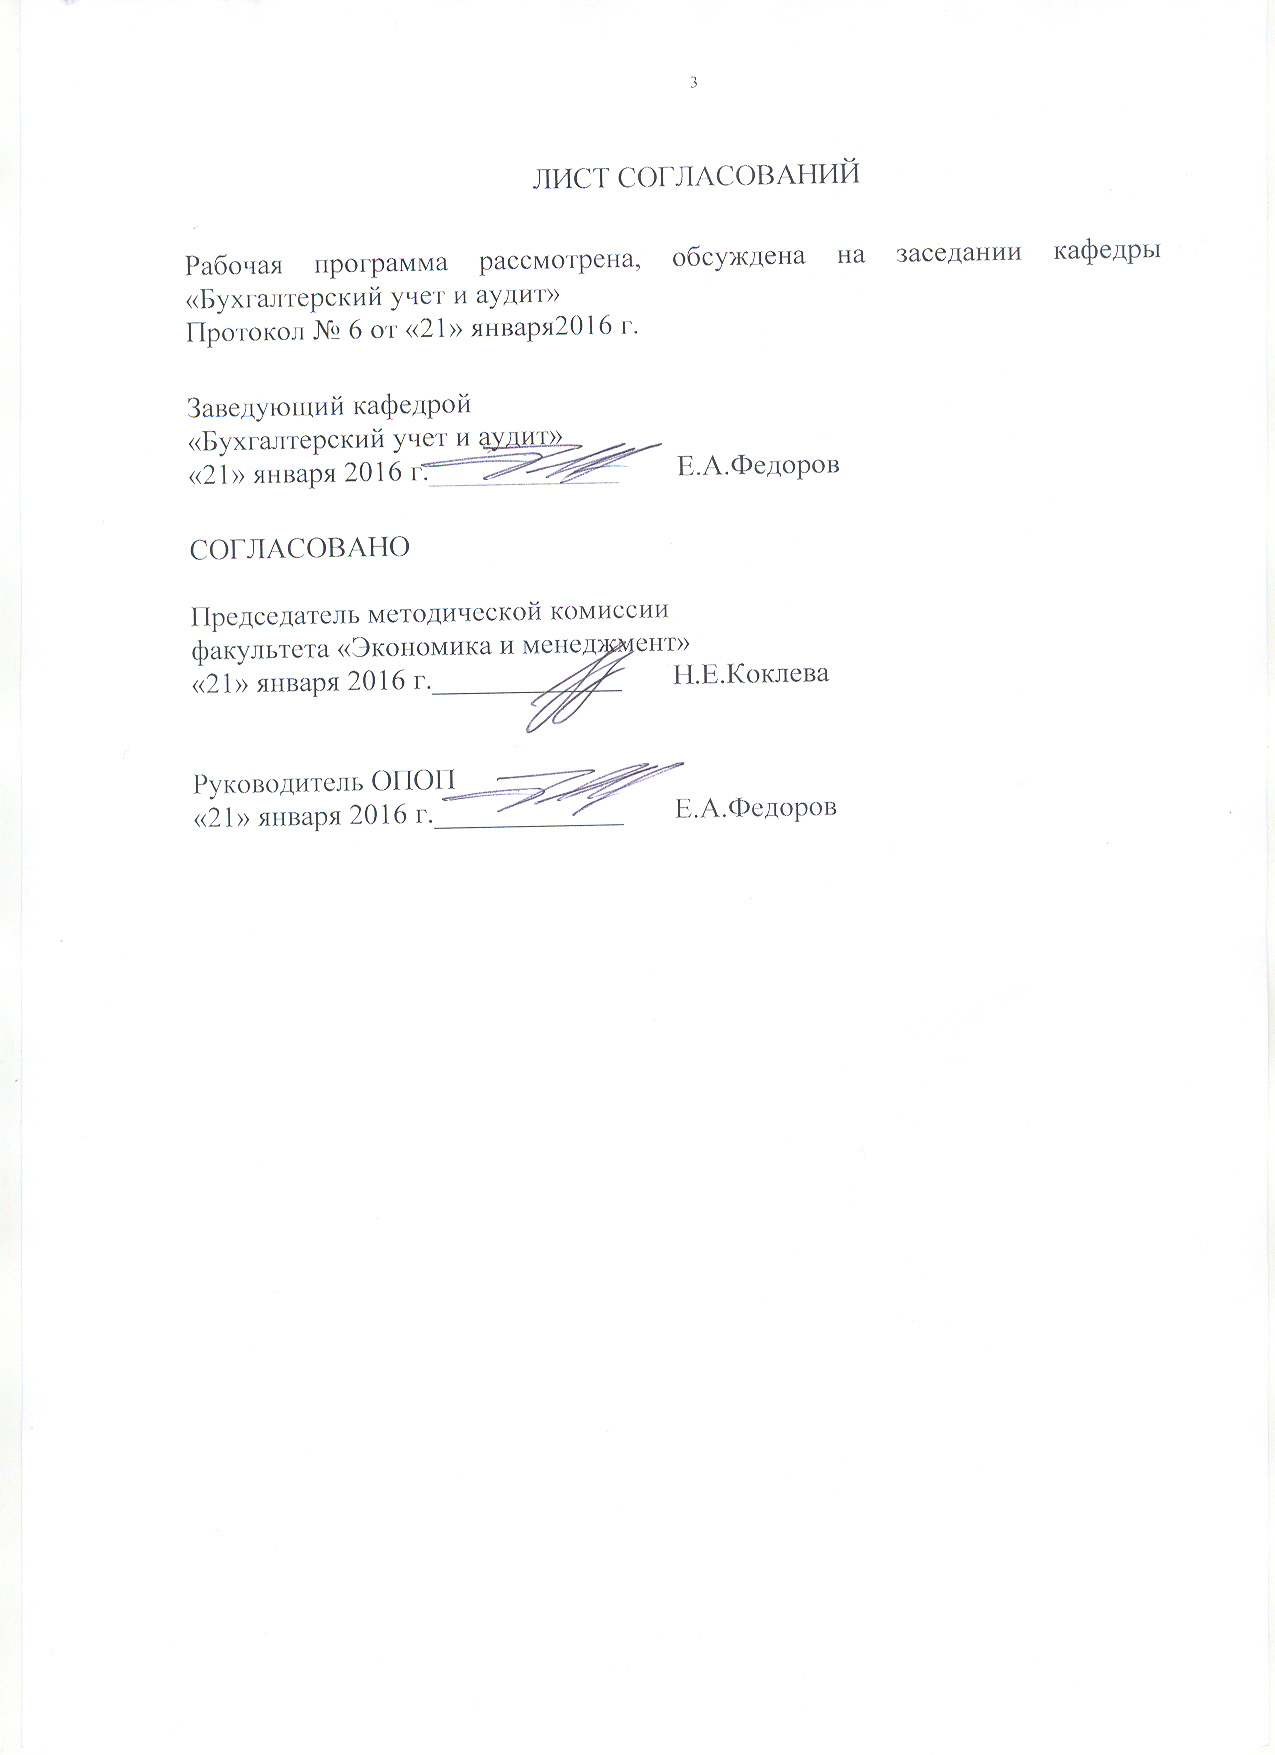 3
ЛИСТ СОГЛАСОВАНИЙ
Рабочая программа рассмотрена, обсуждена на заседании кафедры
«Бухгалтерский учет и аудит»
Протокол № 6 от «21» января2016 г.
Заведующий кафедрой
«Бухгалтерский учет и аудит»
«21» января 2016 г.______________ Е.А.Федоров
СОГЛАСОВАНО
Председатель методической комиссии
факультета «Экономика и менеджмент»
«21» января 2016 г.______________ Н.Е.Коклева
Руководитель ОПОП
«21» января 2016 г.______________ Е.А.Федоров